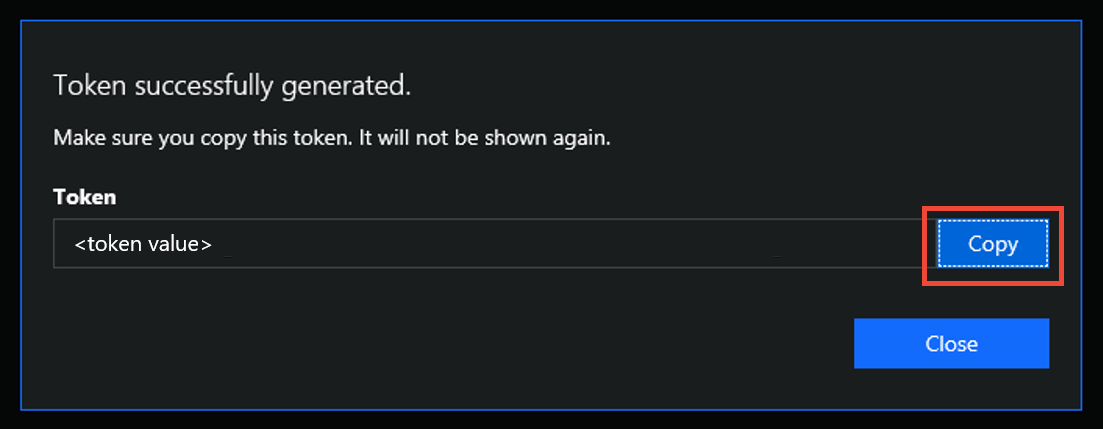 Token successfully generated.
Make sure you copy this token. It will not be shown again.
Token
<token value>
Copy
Close